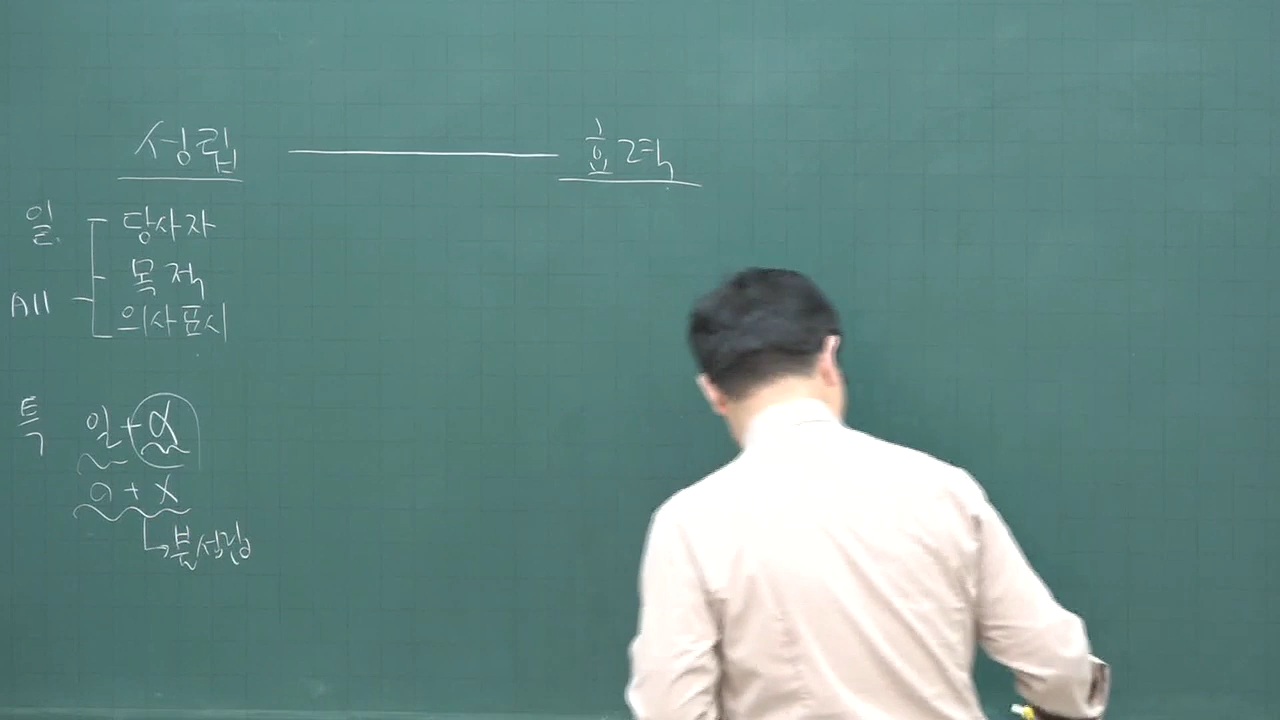 성립 효력
일 당사자
목적
All 의사표시
특 일+α
o + x
불성립